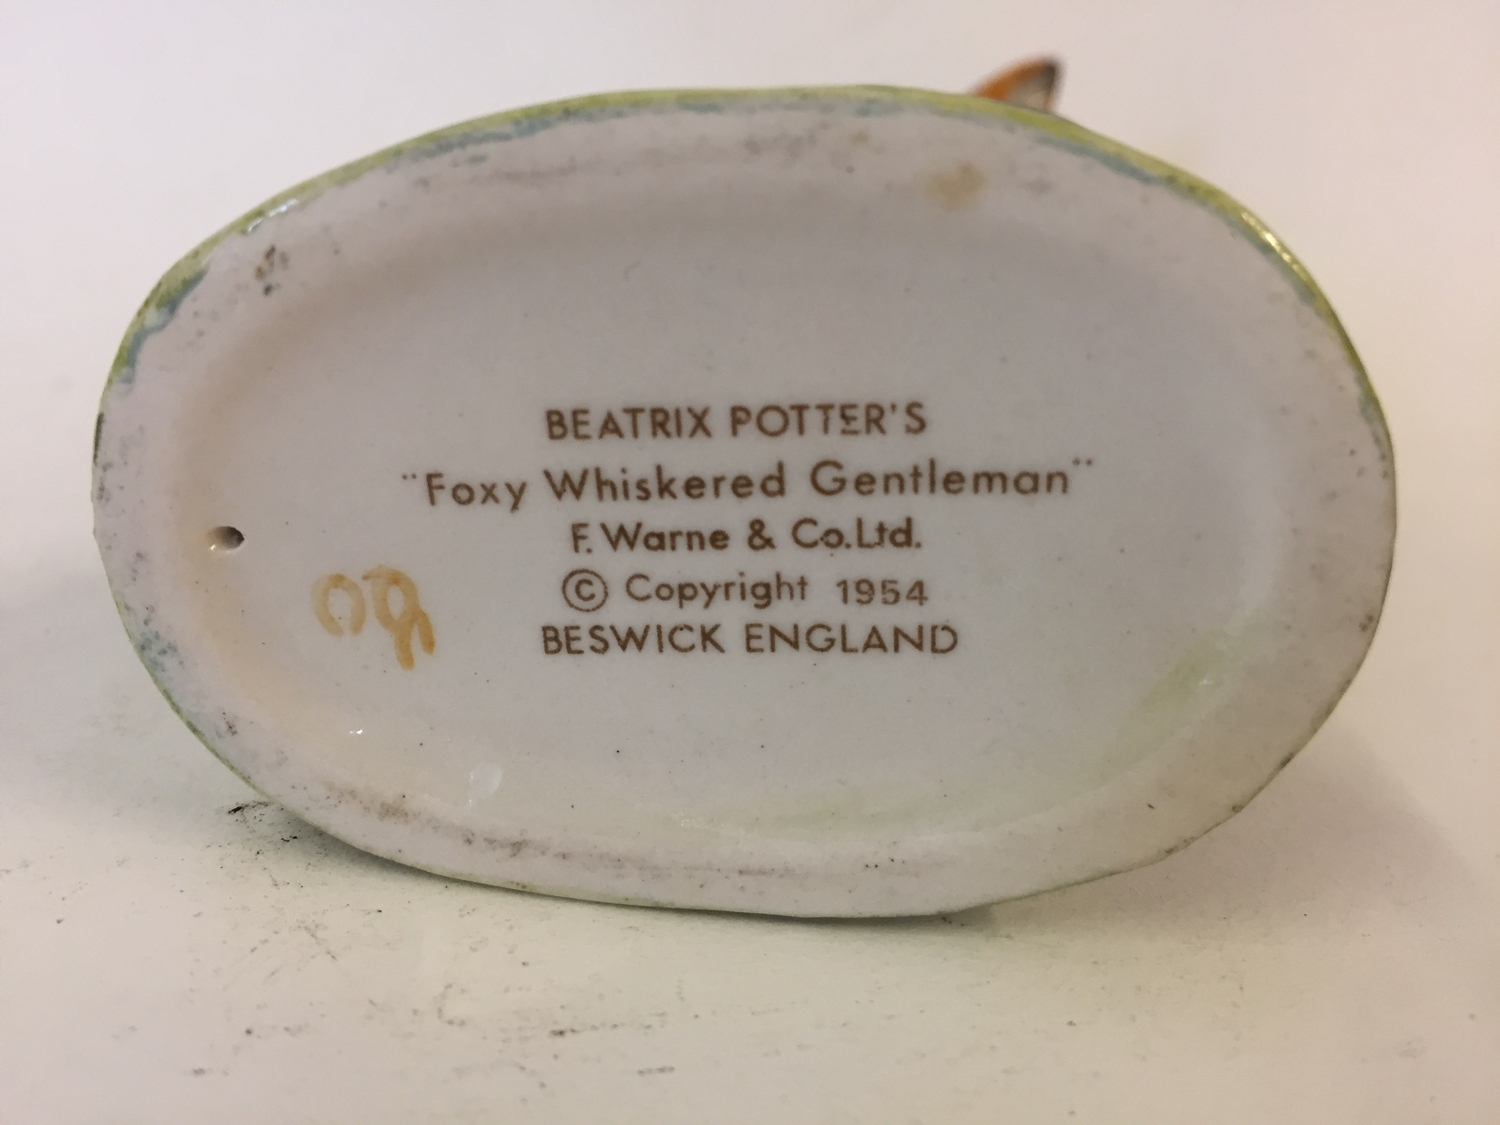 BEATRIX POTTER'S
"Foxy Whiskered Gentleman"
F. Warne & Co.Ltd.
© Copyright 1954
BESWICK ENGLAND